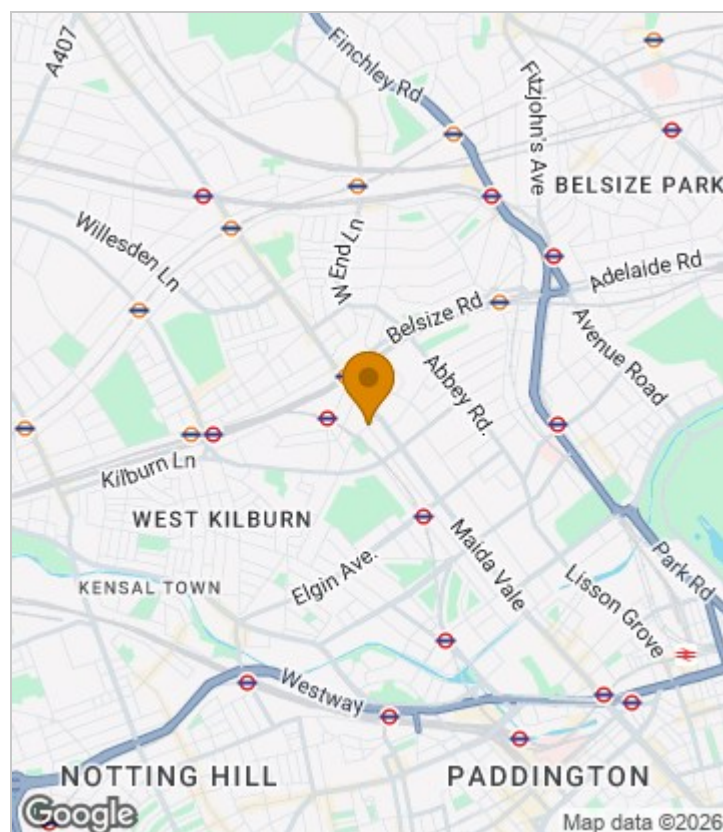 A407
Finchley Rd
Fitzjohn's Ave
BELSIZE PARK
Willesden Ln
W End Ln
Adelaide Rd
Belsize Rd
Avenue Road
Abbey Rd.
Kilburn Ln
WEST KILBURN
Maida Vale
Elgin Ave.
Park Rd
KENSAL TOWN
Lisson Grove
Westway
NOTTING HILL
PADDINGTON
Google
Map data ©2026